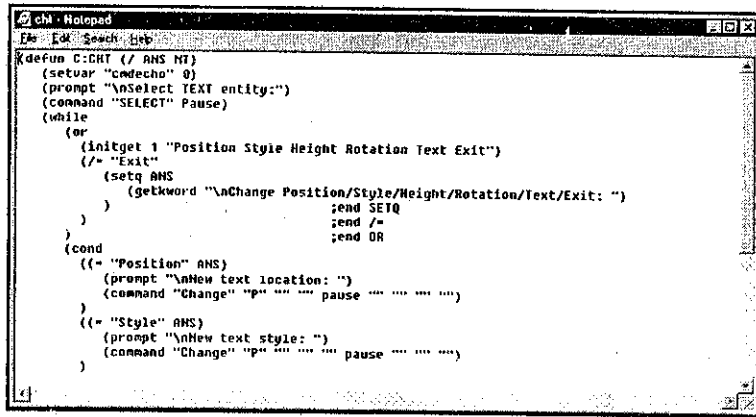 cht - Notepad
File Edit Search Help
(defun C:CHT (/ ANS NT)
(setvar "cmdecho" 0)
(prompt "\nSelect TEXT entity:")
(command "SELECT" Pause)
(while
(or
(initget 1 "Position Style Height Rotation Text Exit")
(/= "Exit"
(setq ANS
(getkword "\nChange Position/Style/Height/Rotation/Text/Exit: ")
) ;end SETQ
) ;end /=
) ;end OR
(cond
((= "Position" ANS)
(prompt "\nNew text location: ")
(command "Change" "P" "" "" pause "" "" "" "")
)
((= "Style" ANS)
(prompt "\nNew text style: ")
(command "Change" "P" "" "" "" pause "" "" "")
)